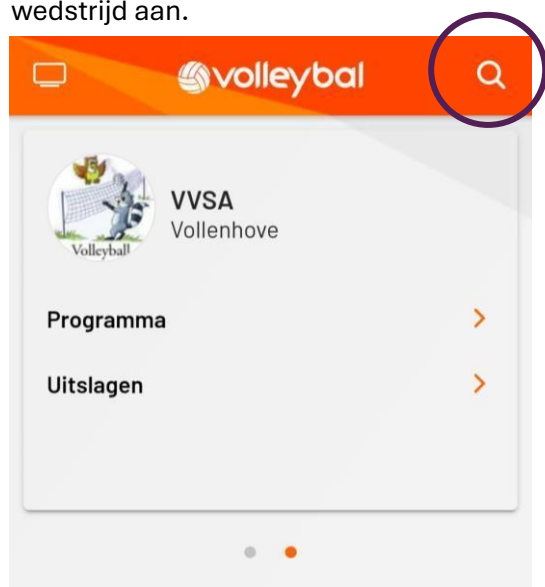 wedstrijd aan.
volleybal
VVSA
Vollenhove
Volleyball
Programma
Uitslagen